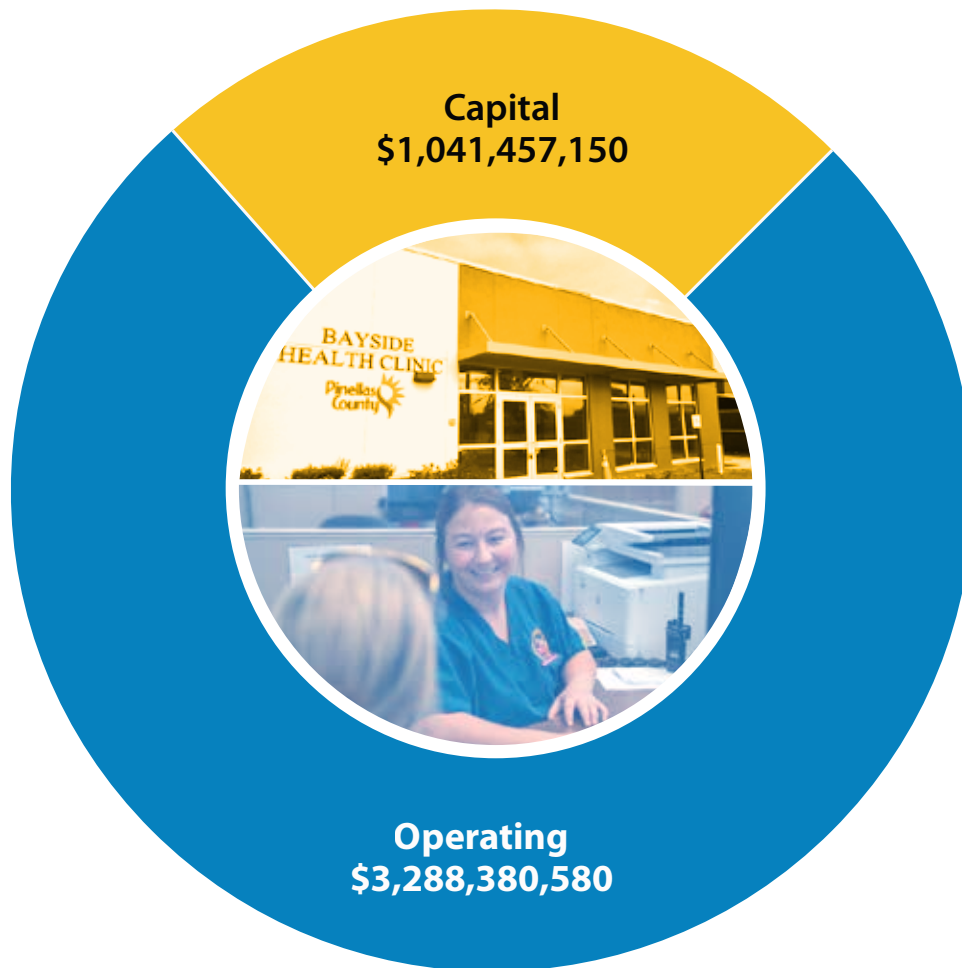 Capital
$1,041,457,150
BAYSIDE
HEALTH CLINIC
Pinellas
County
Operating
$3,288,380,580